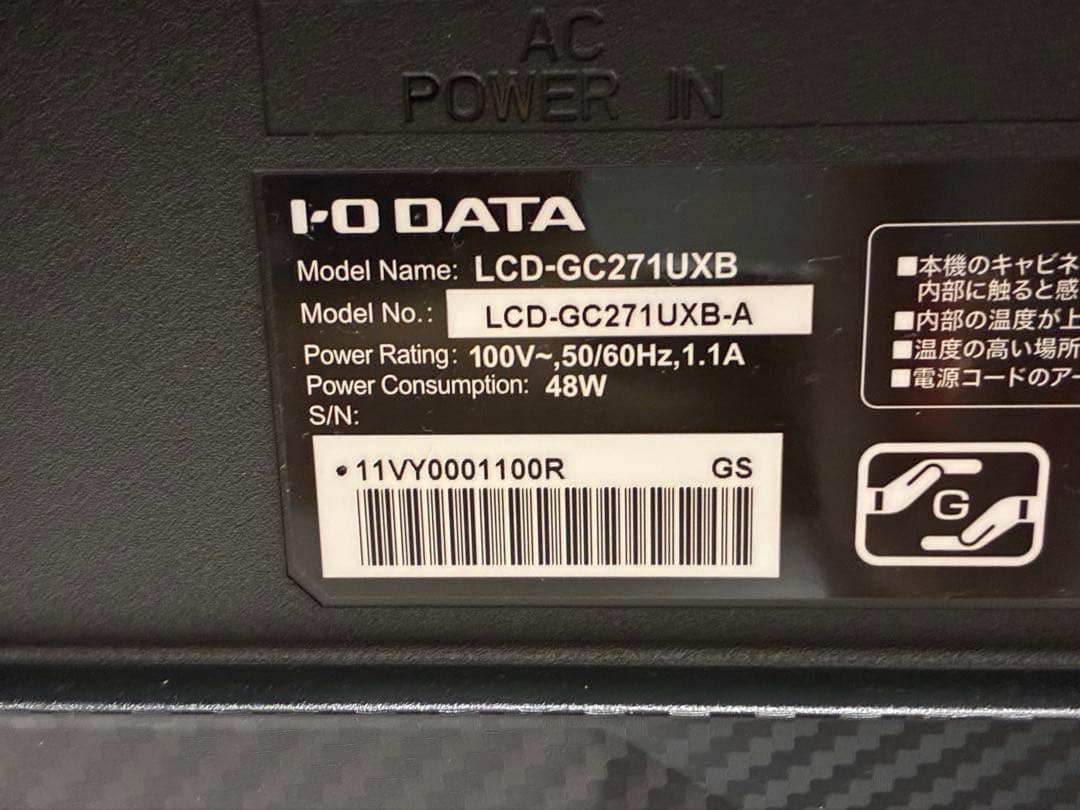 AC
POWER IN
I-O DATA
Model Name: LCD-GC271UXB
Model No.: LCD-GC271UXB-A
Power Rating: 100V~,50/60Hz,1.1A
Power Consumption: 48W
S/N:
•11VY0001100R GS
■本機のキャビネ
内部に触ると感
■内部の温度が上
■温度の高い場所
■電源コードのアー
G